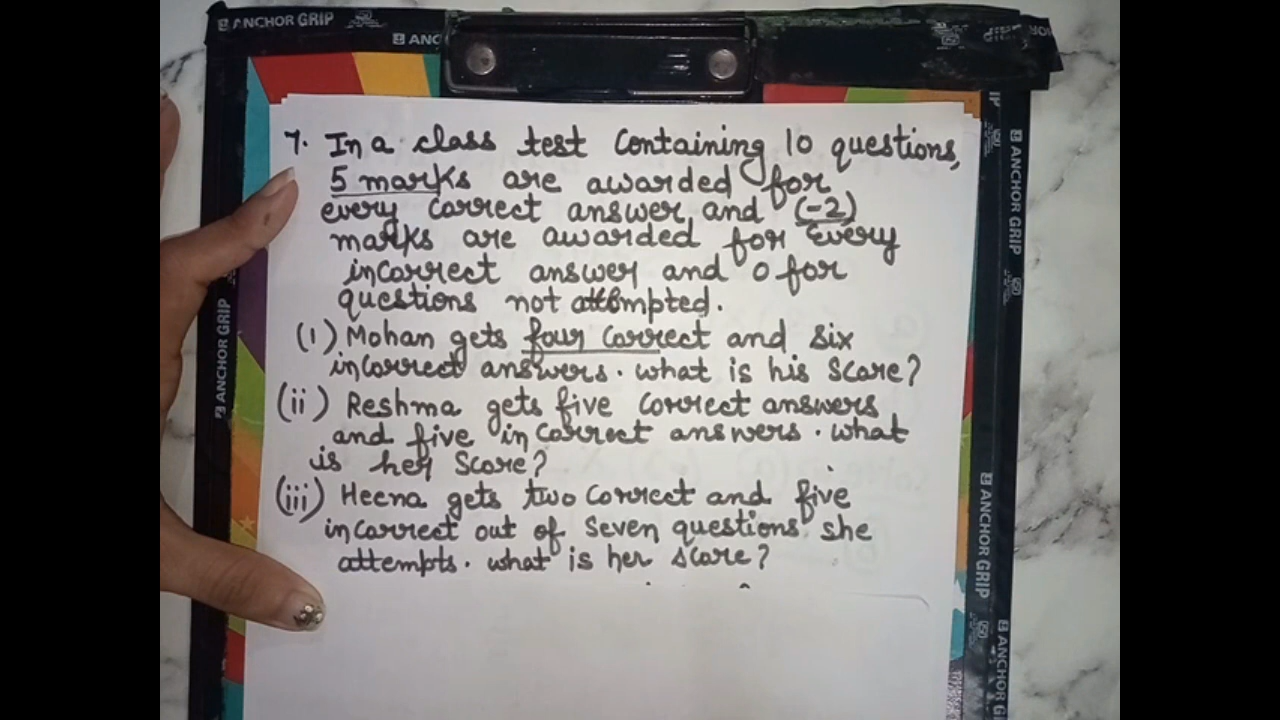 ANCHOR GRIP
ANC
7. In a class test containing 10 questions,
5 marks are awarded for
every correct answer and (-2)
marks are awarded for every
incorrect answer and 0 for
questions not attempted.
(i) Mohan gets four correct and six
incorrect answers. what is his score?
(ii) Reshma gets five correct answers
and five incorrect answers. what
is her score?
(iii) Heena gets two correct and five
incorrect out of seven questions she
attempts. what is her score?
ANCHOR GRIP
IP
ANCHOR GRIP
ANCHOR GRIP
ANCHOR G